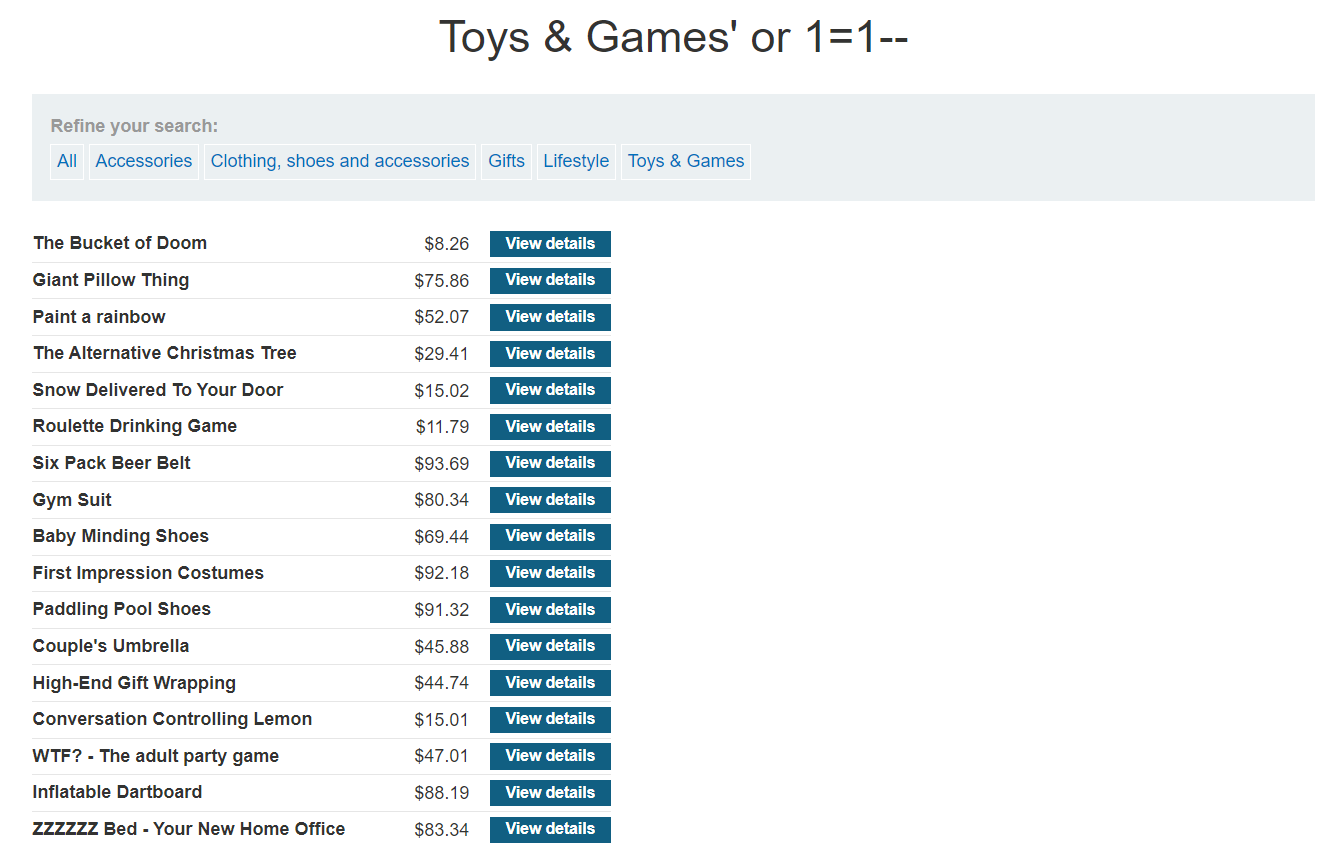 Toys & Games' or 1=1--
Refine your search:
All Accessories Clothing, shoes and accessories Gifts Lifestyle Toys & Games
The Bucket of Doom $8.26 View details
Giant Pillow Thing $75.86 View details
Paint a rainbow $52.07 View details
The Alternative Christmas Tree $29.41 View details
Snow Delivered To Your Door $15.02 View details
Roulette Drinking Game $11.79 View details
Six Pack Beer Belt $93.69 View details
Gym Suit $80.34 View details
Baby Minding Shoes $69.44 View details
First Impression Costumes $92.18 View details
Paddling Pool Shoes $91.32 View details
Couple's Umbrella $45.88 View details
High-End Gift Wrapping $44.74 View details
Conversation Controlling Lemon $15.01 View details
WTF? - The adult party game $47.01 View details
Inflatable Dartboard $88.19 View details
ZZZZZZ Bed - Your New Home Office $83.34 View details